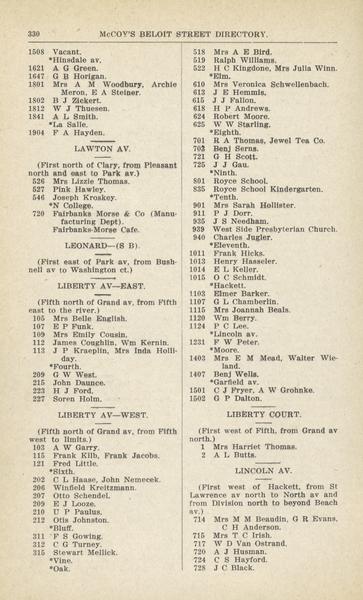 330 McCOY'S BELOIT STREET DIRECTORY.
1508 Vacant.
*Hinsdale av.
1621 A G Green.
1647 G B Horigan.
1801 Mrs A M Woodbury, Archie
Meron, E A Steiner.
1802 B J Zickert.
1812 W J Thuesen.
1841 A L Smith.
*La Salle.
1904 F A Hayden.
LAWTON AV.
(First north of Clary, from Pleasant
north and east to Park av.)
526 Mrs Lizzie Thomas.
527 Pink Hawley.
546 Joseph Kroskey.
*N College.
720 Fairbanks Morse & Co (Manu-
facturing Dept).
Fairbanks-Morse Cafe.
LEONARD—(S B).
(First east of Park av, from Bush-
nell av to Washington ct.)
LIBERTY AV—EAST.
(Fifth north of Grand av, from Fifth
east to the river.)
105 Mrs Belle English.
107 E P Funk.
109 Mrs Emily Cousin.
112 James Coughlin, Wm Kernin.
113 J P Kraeplin, Mrs Inda Holli-
day.
*Fourth.
209 G W West.
215 John Daunce.
223 H J Ford.
227 Soren Holm.
LIBERTY AV—WEST.
(Fifth north of Grand av, from Fifth
west to limits.)
103 A W Garry.
115 Frank Kilb, Frank Jacobs.
121 Fred Little.
*Sixth.
202 C L Haase, John Nemecek.
206 Winfield Kreitzmann.
207 Otto Schendel.
209 E J Looze.
210 U P Paulus.
212 Otis Johnston.
*Bluff.
311 F S Gowing.
312 C G Turney.
315 Stewart Mellick.
*Vine.
*Oak.
518 Mrs A E Bird.
519 Ralph Williams.
522 H C Kingdone, Mrs Julia Winn.
*Elm.
610 Mrs Veronica Schwellenbach.
613 J E Hemmis.
615 J J Fallon.
618 H P Andrews.
624 Robert Moore.
625 W W Starling.
*Eighth.
701 R A Thomas, Jewel Tea Co.
703 Benj Serns.
721 G H Scott.
725 J J Gau.
*Ninth.
801 Royce School.
835 Royce School Kindergarten.
*Tenth.
901 Mrs Sarah Hollister.
911 P J Dorr.
935 J S Needham.
939 West Side Presbyterian Church.
940 Charles Jugler.
*Eleventh.
1011 Frank Hicks.
1013 Henry Hasseler.
1014 E L Keller.
1015 O C Schmidt.
*Hackett.
1103 Elmer Barker.
1107 G L Chamberlin.
1115 Mrs Joannah Beals.
1120 Wm Berry.
1124 P C Lee.
*Lincoln av.
1231 F W Peter.
*Moore.
1403 Mrs E M Mead, Walter Wie-
land.
1407 Benj Wells.
*Garfield av.
1501 C J Fryer, A W Grohnke.
1502 G P Dalton.
LIBERTY COURT.
(First west of Fifth, from Grand av
north.)
1 Mrs Harriet Thomas.
2 A L Butts.
LINCOLN AV.
(First west of Hackett, from St
Lawrence av north to North av and
from Division north to beyond Beach
av.)
714 Mrs M M Beaudin, G R Evans,
C H Anderson.
715 Mrs T C Irish.
717 W D Van Ostrand.
720 A J Husman.
724 C S Hayford.
728 J C Black.